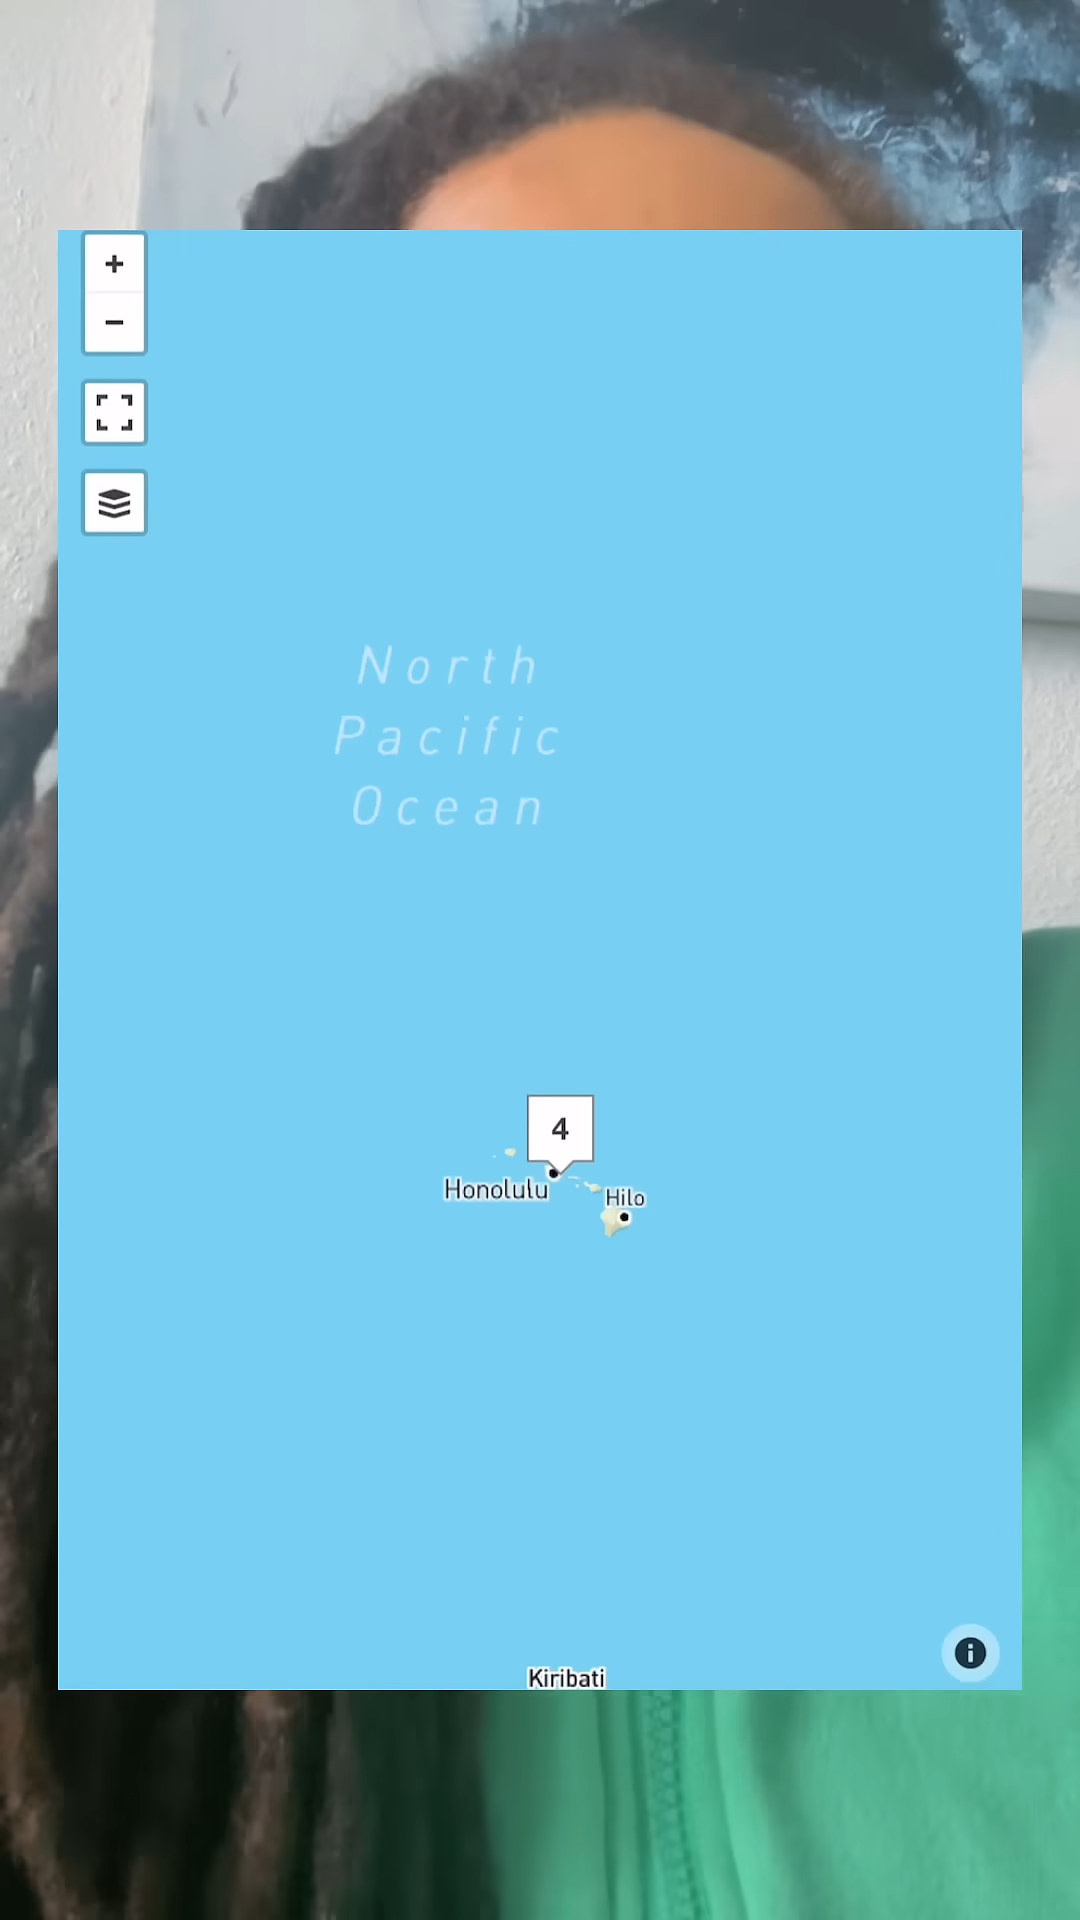 +
−
North
Pacific
Ocean
4
Honolulu
Hilo
i
Kiribati